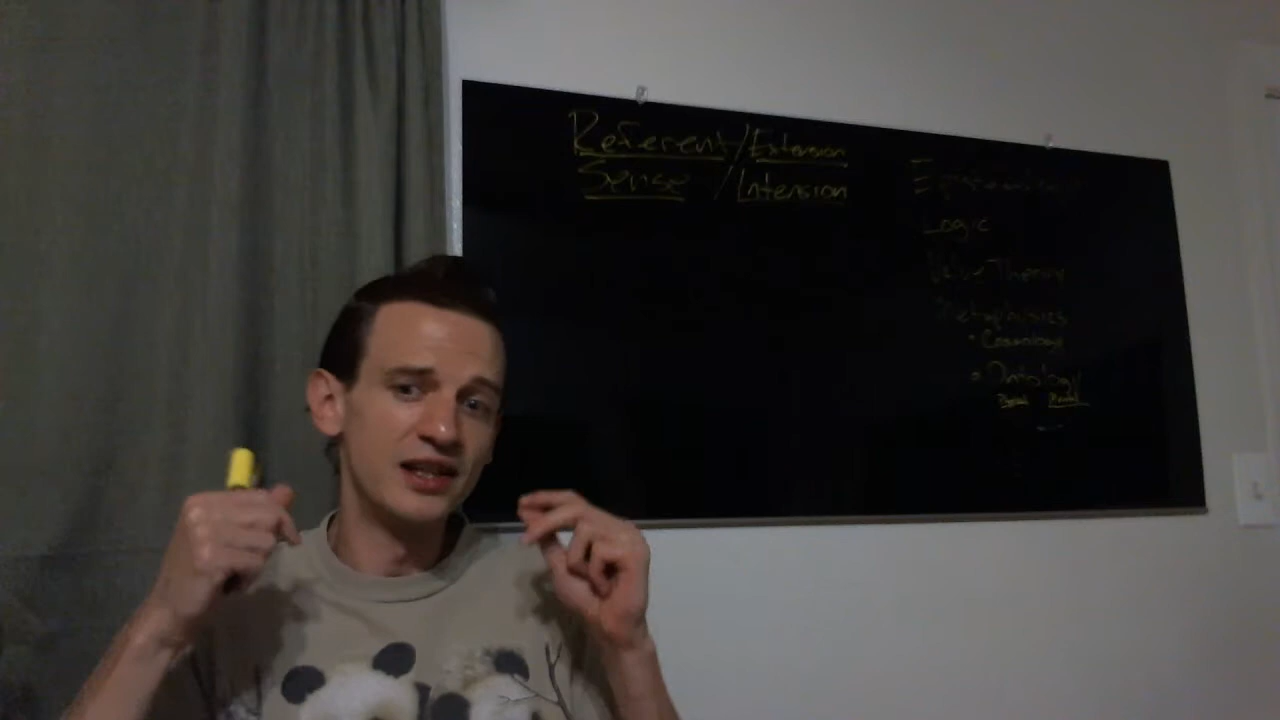 Referent/Extension
Sense / Intension
Logic
Value Theory
Metaphysics
• Cosmology
• Ontology